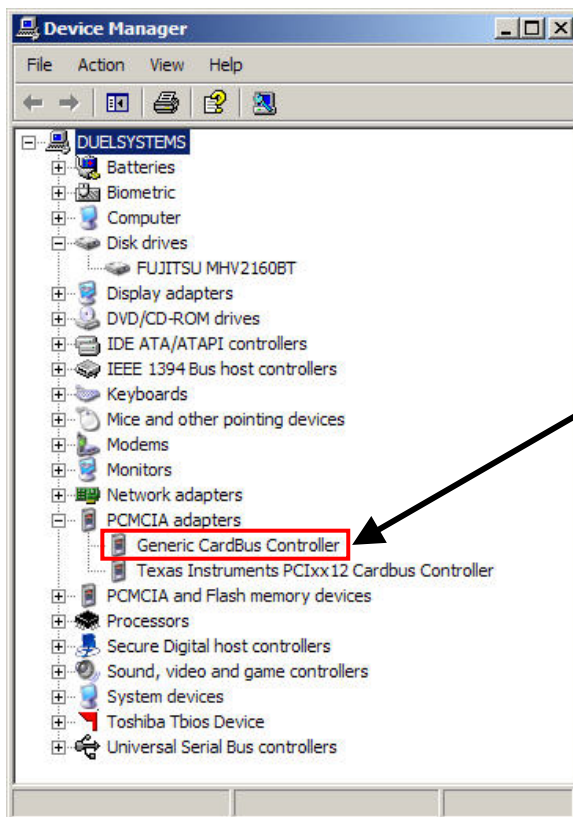 Device Manager
File Action View Help
DUELSYSTEMS
Batteries
Biometric
Computer
Disk drives
FUJITSU MHV2160BT
Display adapters
DVD/CD-ROM drives
IDE ATA/ATAPI controllers
IEEE 1394 Bus host controllers
Keyboards
Mice and other pointing devices
Modems
Monitors
Network adapters
PCMCIA adapters
Generic CardBus Controller
Texas Instruments PCIxx12 Cardbus Controller
PCMCIA and Flash memory devices
Processors
Secure Digital host controllers
Sound, video and game controllers
System devices
Toshiba Tbios Device
Universal Serial Bus controllers